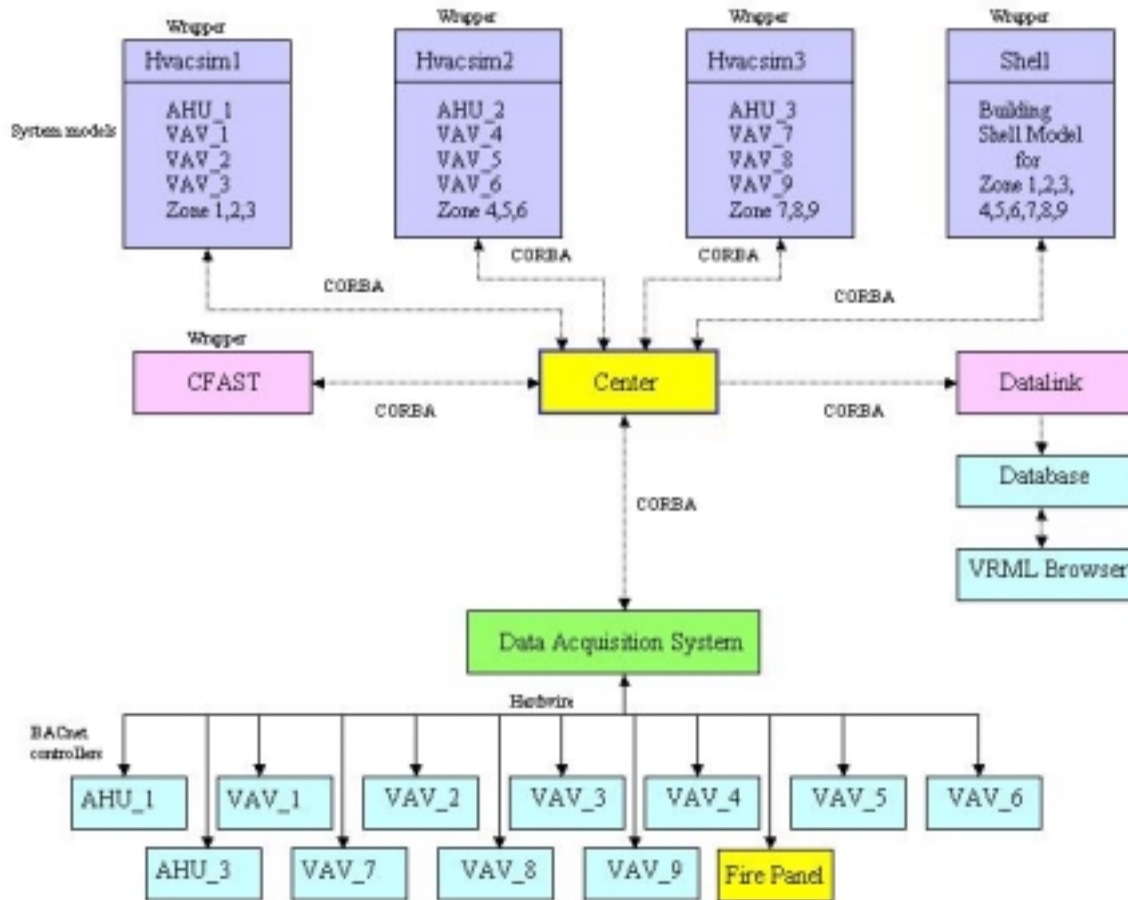 Wrapper
Hvacsim1
AHU_1
VAV_1
VAV_2
VAV_3
Zone 1,2,3
Wrapper
Hvacsim2
AHU_2
VAV_4
VAV_5
VAV_6
Zone 4,5,6
Wrapper
Hvacsim3
AHU_3
VAV_7
VAV_8
VAV_9
Zone 7,8,9
Wrapper
Shell
Building
Shell Model
for
Zone 1,2,3,
4,5,6,7,8,9
System models
CORBA
CORBA
CORBA
CORBA
Wrapper
CFAST
CORBA
Center
CORBA
Datalink
Database
VRML Browser
CORBA
Data Acquisition System
Hardwire
BACnet
controllers
AHU_1
VAV_1
VAV_2
VAV_3
VAV_4
VAV_5
VAV_6
AHU_3
VAV_7
VAV_8
VAV_9
Fire Panel